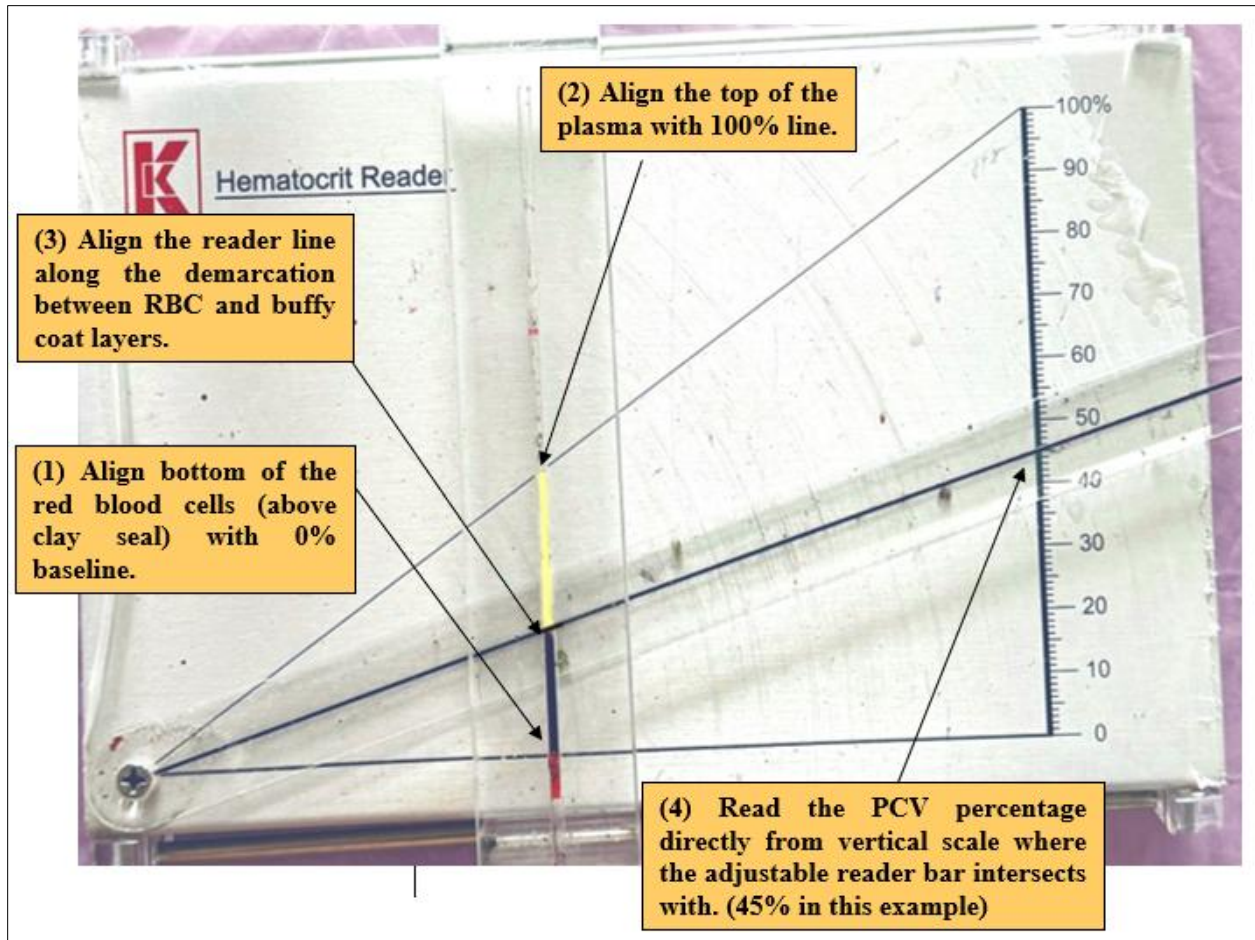 (2) Align the top of the
plasma with 100% line.
100%
90
80
70
60
50
40
30
20
10
0
K
Hematocrit Reader
(3) Align the reader line
along the demarcation
between RBC and buffy
coat layers.
(1) Align bottom of the
red blood cells (above
clay seal) with 0%
baseline.
(4) Read the PCV percentage
directly from vertical scale where
the adjustable reader bar intersects
with. (45% in this example)